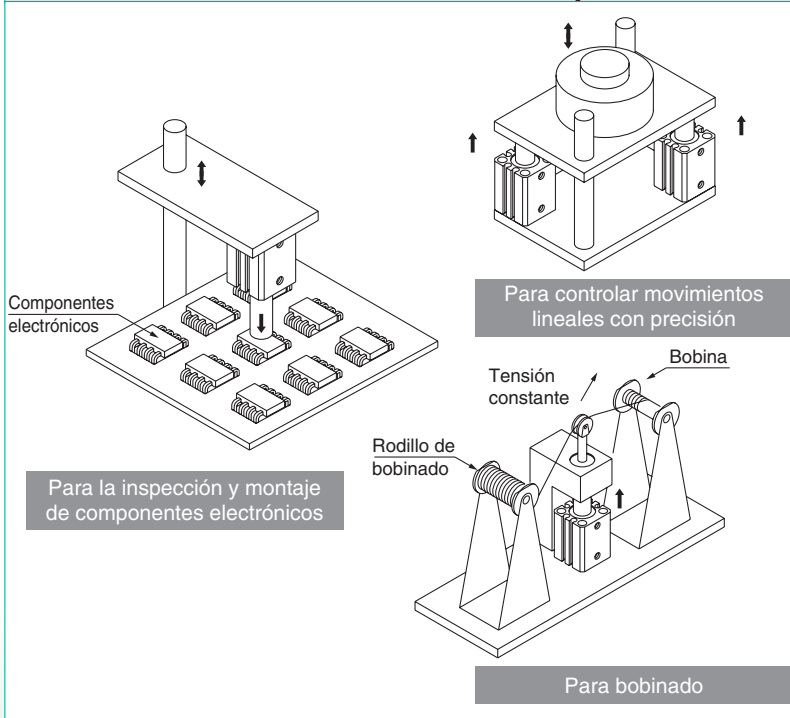 Componentes
electrónicos
Para la inspección y montaje
de componentes electrónicos
Para controlar movimientos
lineales con precisión
Bobina
Tensión
constante
Rodillo de
bobinado
Para bobinado